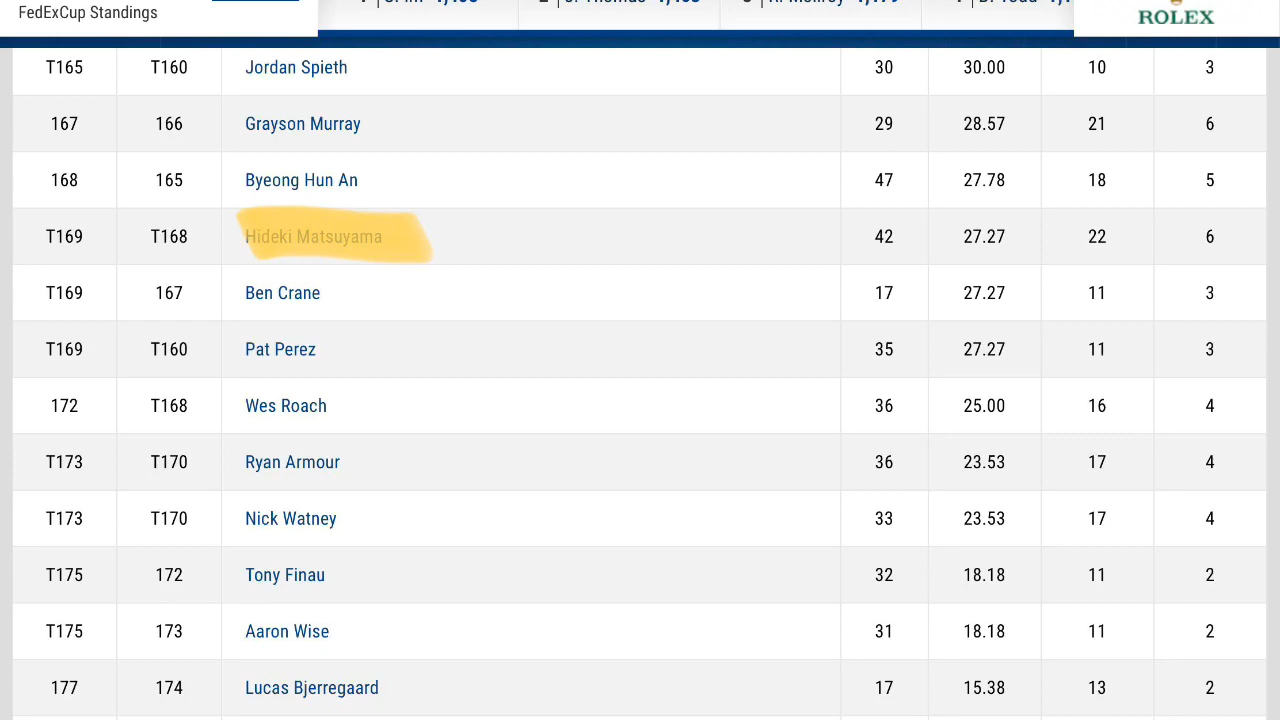 FedExCup Standings
ROLEX
T165 T160 Jordan Spieth 30 30.00 10 3
167 166 Grayson Murray 29 28.57 21 6
168 165 Byeong Hun An 47 27.78 18 5
T169 T168 Hideki Matsuyama 42 27.27 22 6
T169 167 Ben Crane 17 27.27 11 3
T169 T160 Pat Perez 35 27.27 11 3
172 T168 Wes Roach 36 25.00 16 4
T173 T170 Ryan Armour 36 23.53 17 4
T173 T170 Nick Watney 33 23.53 17 4
T175 172 Tony Finau 32 18.18 11 2
T175 173 Aaron Wise 31 18.18 11 2
177 174 Lucas Bjerregaard 17 15.38 13 2